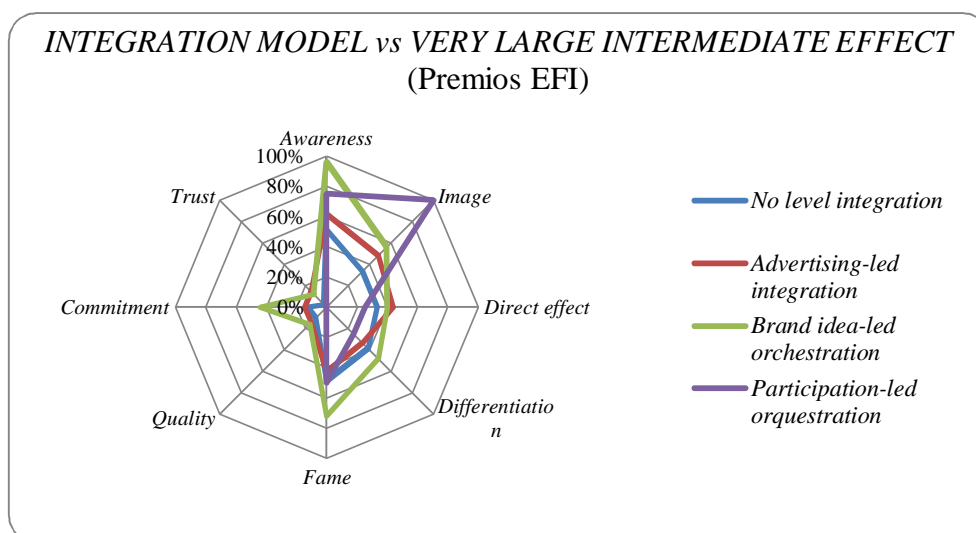 INTEGRATION MODEL vs VERY LARGE INTERMEDIATE EFFECT
(Premios EFI)
Awareness
100%
80%
60%
40%
20%
0%
Trust
Image
Commitment
Direct effect
Quality
Differentiatio
n
Fame
No level integration
Advertising-led
integration
Brand idea-led
orchestration
Participation-led
orquestration